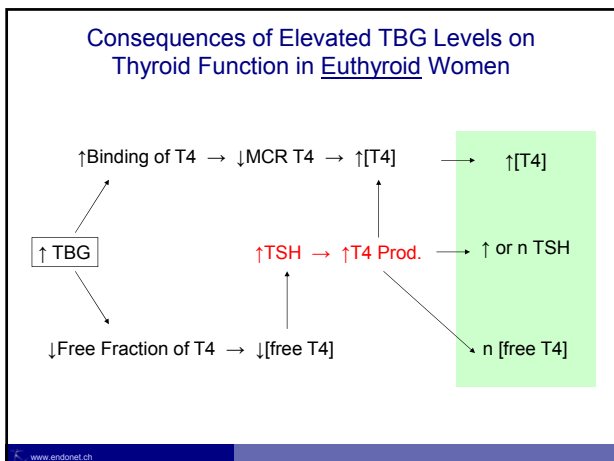 Consequences of Elevated TBG Levels on
Thyroid Function in Euthyroid Women
↑Binding of T4 → ↓MCR T4 → ↑[T4] → ↑[T4]
↑ TBG ↑TSH → ↑T4 Prod. → ↑ or n TSH
↓Free Fraction of T4 → ↓[free T4] n [free T4]
www.endonet.ch